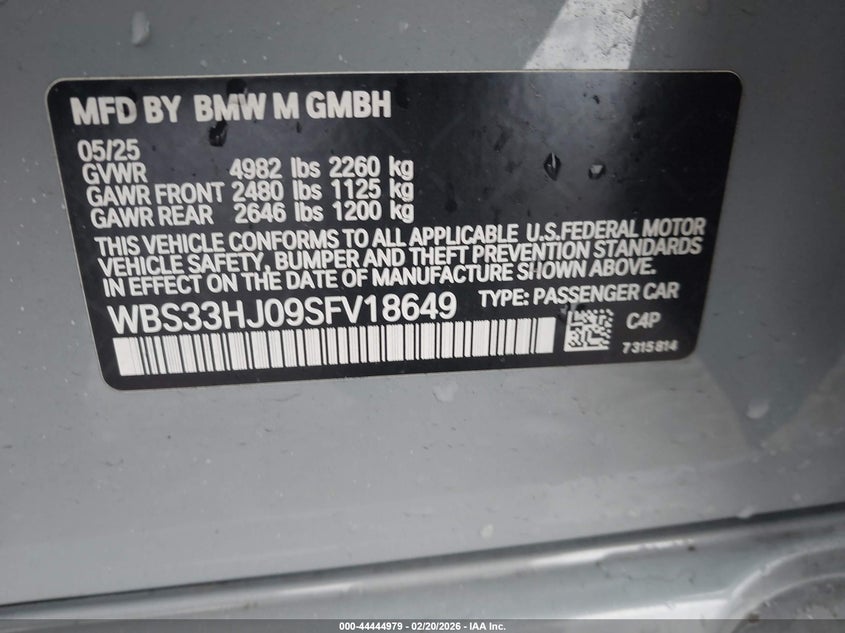 MFD BY BMW M GMBH
05/25
GVWR 4982 lbs 2260 kg
GAWR FRONT 2480 lbs 1125 kg
GAWR REAR 2646 lbs 1200 kg
THIS VEHICLE CONFORMS TO ALL APPLICABLE U.S.FEDERAL MOTOR
VEHICLE SAFETY, BUMPER AND THEFT PREVENTION STANDARDS
IN EFFECT ON THE DATE OF MANUFACTURE SHOWN ABOVE.
WBS33HJ09SFV18649 TYPE: PASSENGER CAR
C4P
7315814
000-44444979 — 02/20/2026 — IAA Inc.